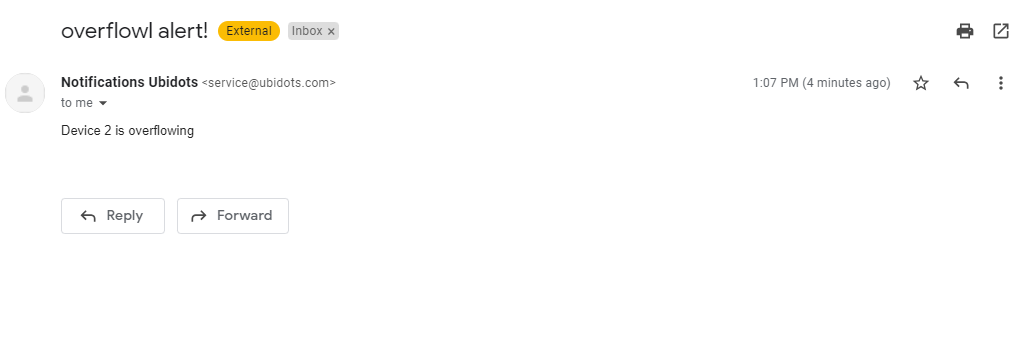 overflowl alert! External Inbox ×
Notifications Ubidots <service@ubidots.com> 1:07 PM (4 minutes ago)
to me
Device 2 is overflowing
Reply Forward